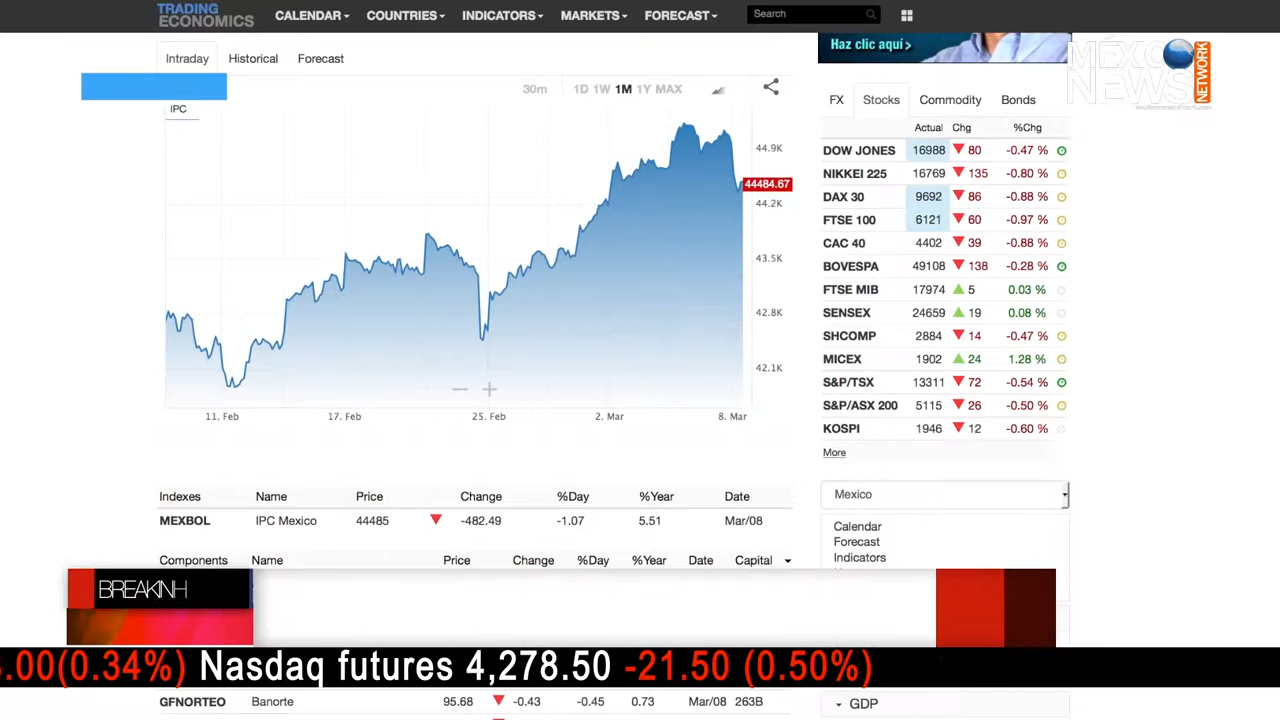 TRADING
ECONOMICS
CALENDAR COUNTRIES INDICATORS MARKETS FORECAST
Search
Intraday Historical Forecast
Haz clic aquí >
MÉXCO
NEWS
NETWORK
30m 1D 1W 1M 1Y MAX
IPC
44.9K
44484.67
44.2K
43.5K
42.8K
42.1K
11. Feb 17. Feb 25. Feb 2. Mar 8. Mar
FX Stocks Commodity Bonds
Actual Chg %Chg
DOW JONES 16988 80 -0.47 %
NIKKEI 225 16769 135 -0.80 %
DAX 30 9692 86 -0.88 %
FTSE 100 6121 60 -0.97 %
CAC 40 4402 39 -0.88 %
BOVESPA 49108 138 -0.28 %
FTSE MIB 17974 5 0.03 %
SENSEX 24659 19 0.08 %
SHCOMP 2884 14 -0.47 %
MICEX 1902 24 1.28 %
S&P/TSX 13311 72 -0.54 %
S&P/ASX 200 5115 26 -0.50 %
KOSPI 1946 12 -0.60 %
More
Indexes Name Price Change %Day %Year Date
MEXBOL IPC Mexico 44485 -482.49 -1.07 5.51 Mar/08
Components Name Price Change %Day %Year Date Capital
Mexico
Calendar
Forecast
Indicators
BREAKINH
.00(0.34%) Nasdaq futures 4,278.50 -21.50 (0.50%)
GFNORTEO Banorte 95.68 -0.43 -0.45 0.73 Mar/08 263B
GDP